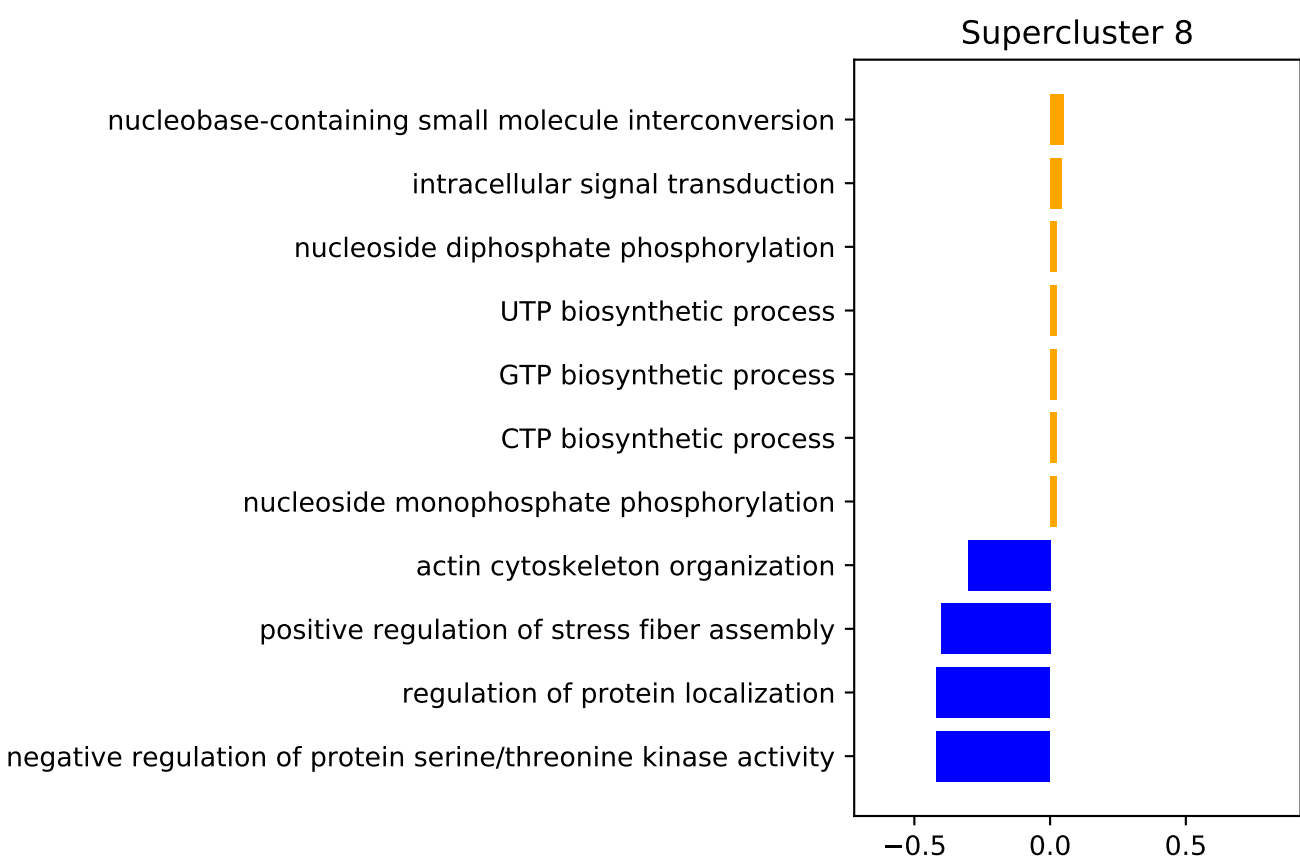 Supercluster 8
nucleobase-containing small molecule interconversion
intracellular signal transduction
nucleoside diphosphate phosphorylation
UTP biosynthetic process
GTP biosynthetic process
CTP biosynthetic process
nucleoside monophosphate phosphorylation
actin cytoskeleton organization
positive regulation of stress fiber assembly
regulation of protein localization
negative regulation of protein serine/threonine kinase activity
−0.5 0.0 0.5